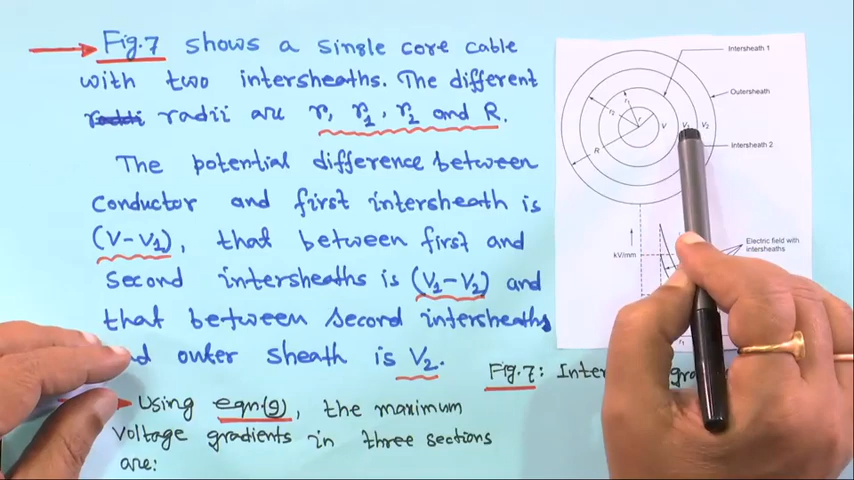 Fig.7 shows a single core cable
with two intersheaths. The different
radii are r, r1, r2 and R.
The potential difference between
conductor and first intersheath is
(V-V1), that between first and
second intersheaths is (V1-V2) and
that between second intersheaths
outer sheath is V2.
Using eqn(9), the maximum
voltage gradients in three sections
are:
Intersheath 1
Outersheath
Intersheath 2
r1
r2
r
R
V
V1
V2
kV/mm
Electric field with
intersheaths
r1
Fig.7: